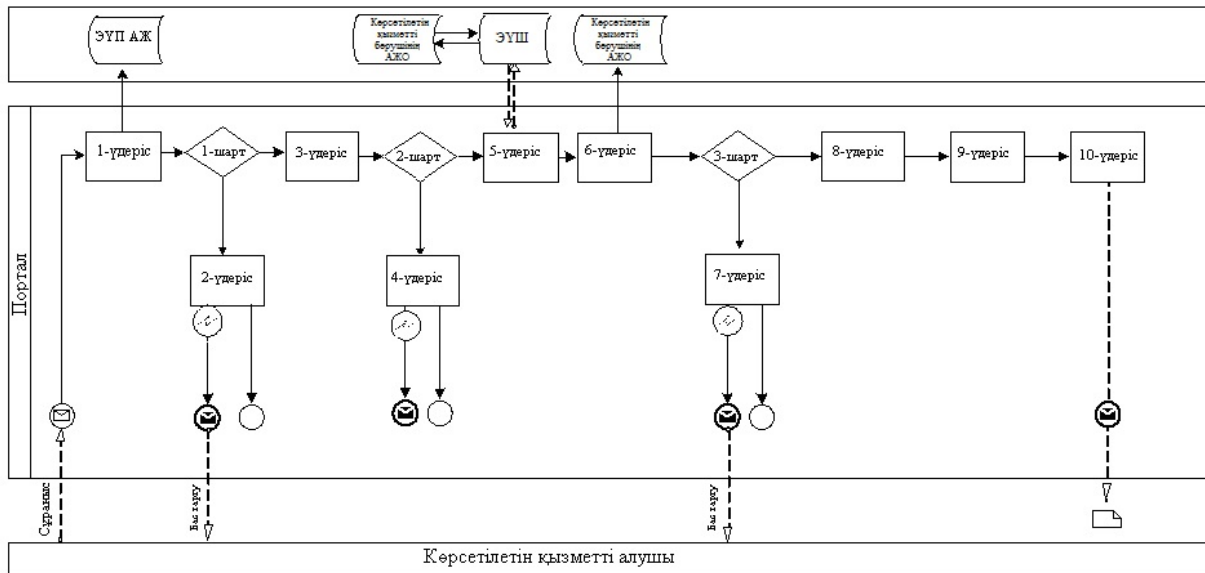 ЭҮП АЖ
Көрсетілетін
қызметті
берушінің
АЖО
ЭҮШ
Көрсетілетін
қызметті
берушінің
АЖО
Портал
1-үдеріс
1-шарт
3-үдеріс
2-шарт
5-үдеріс
6-үдеріс
3-шарт
8-үдеріс
9-үдеріс
10-үдеріс
2-үдеріс
4-үдеріс
7-үдеріс
Сұраныс
Бас тарту
Бас тарту
Көрсетілетін қызметті алушы